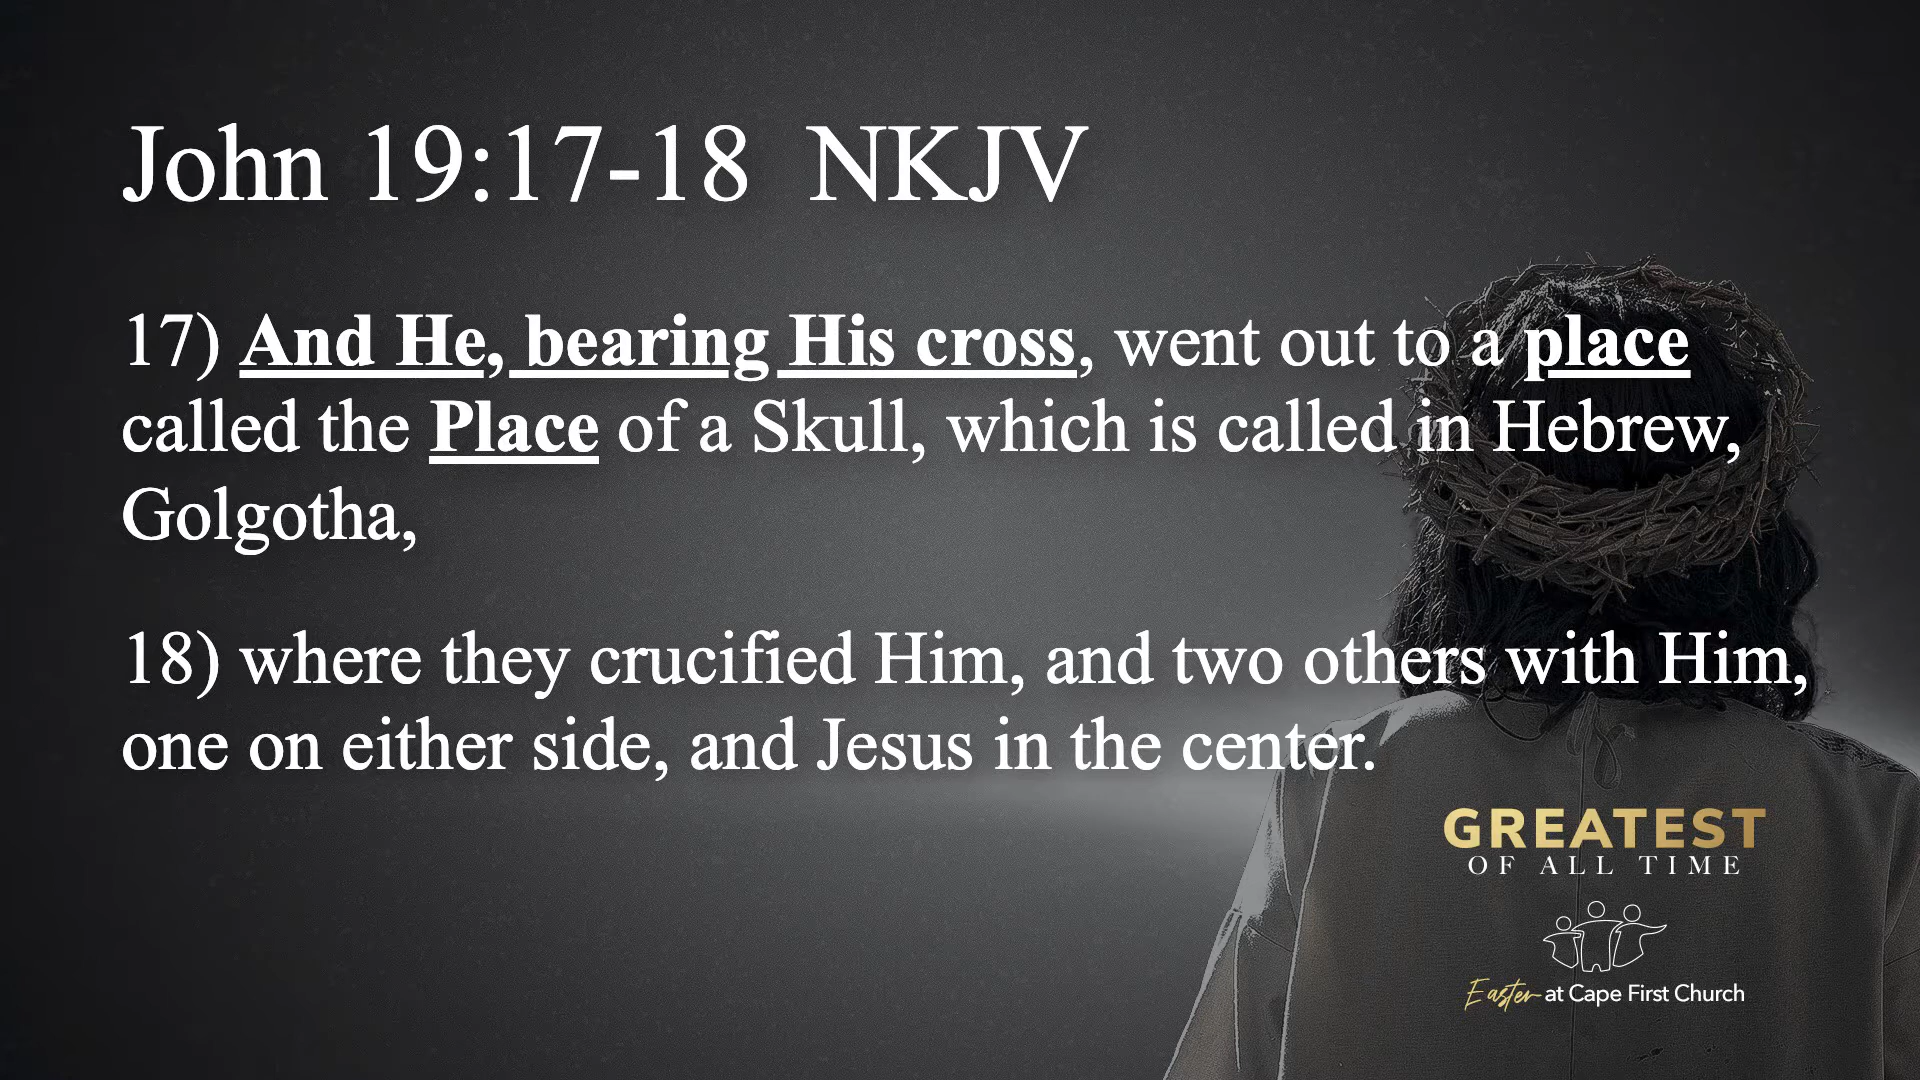 John 19:17-18  NKJV
17) And He, bearing His cross, went out to a place
called the Place of a Skull, which is called in Hebrew,
Golgotha,
18) where they crucified Him, and two others with Him,
one on either side, and Jesus in the center.
GREATEST
OF ALL TIME
Easter at Cape First Church